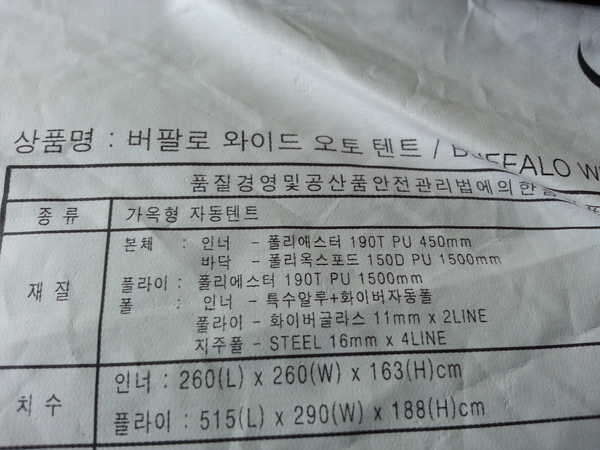 상품명 : 버팔로 와이드 오토 텐트 / BUFFALO W
품질경영및공산품안전관리법에의한
종 류 가옥형 자동텐트
재 질 본체 : 인너 - 폴리에스터 190T PU 450mm
바닥 - 폴리옥스포드 150D PU 1500mm
플라이 : 폴리에스터 190T PU 1500mm
폴 : 인너 - 특수알루+화이버자동폴
플라이 - 화이버굴라스 11mm x 2LINE
지주폴 - STEEL 16mm x 4LINE
치 수 인너 : 260(L) x 260(W) x 163(H)cm
플라이 : 515(L) x 290(W) x 188(H)cm